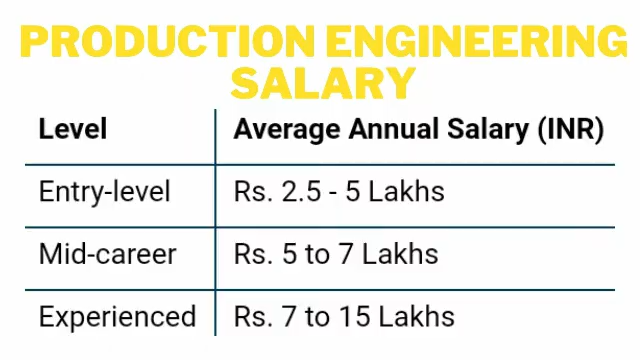 PRODUCTION ENGINEERING
SALARY
Level Average Annual Salary (INR)
Entry-level Rs. 2.5 - 5 Lakhs
Mid-career Rs. 5 to 7 Lakhs
Experienced Rs. 7 to 15 Lakhs